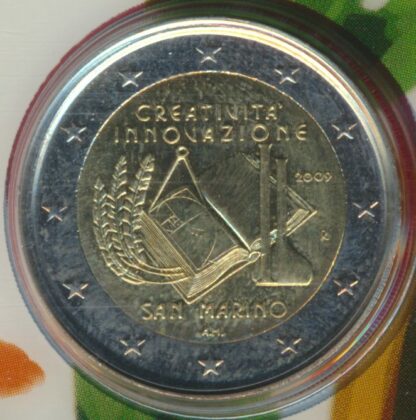 CREATIVITA'
INNOVAZIONE
2009
R
SAN MARINO
A.M.